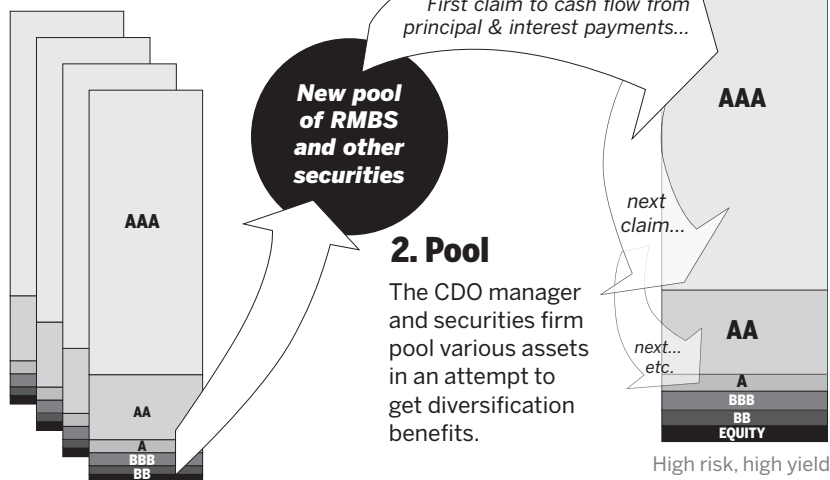 First claim to cash flow from
principal & interest payments...
New pool
of RMBS
and other
securities
AAA
AA
A
BBB
BB
2. Pool
The CDO manager
and securities firm
pool various assets
in an attempt to
get diversification
benefits.
next
claim...
next...
etc.
AAA
AA
A
BBB
BB
EQUITY
High risk, high yield